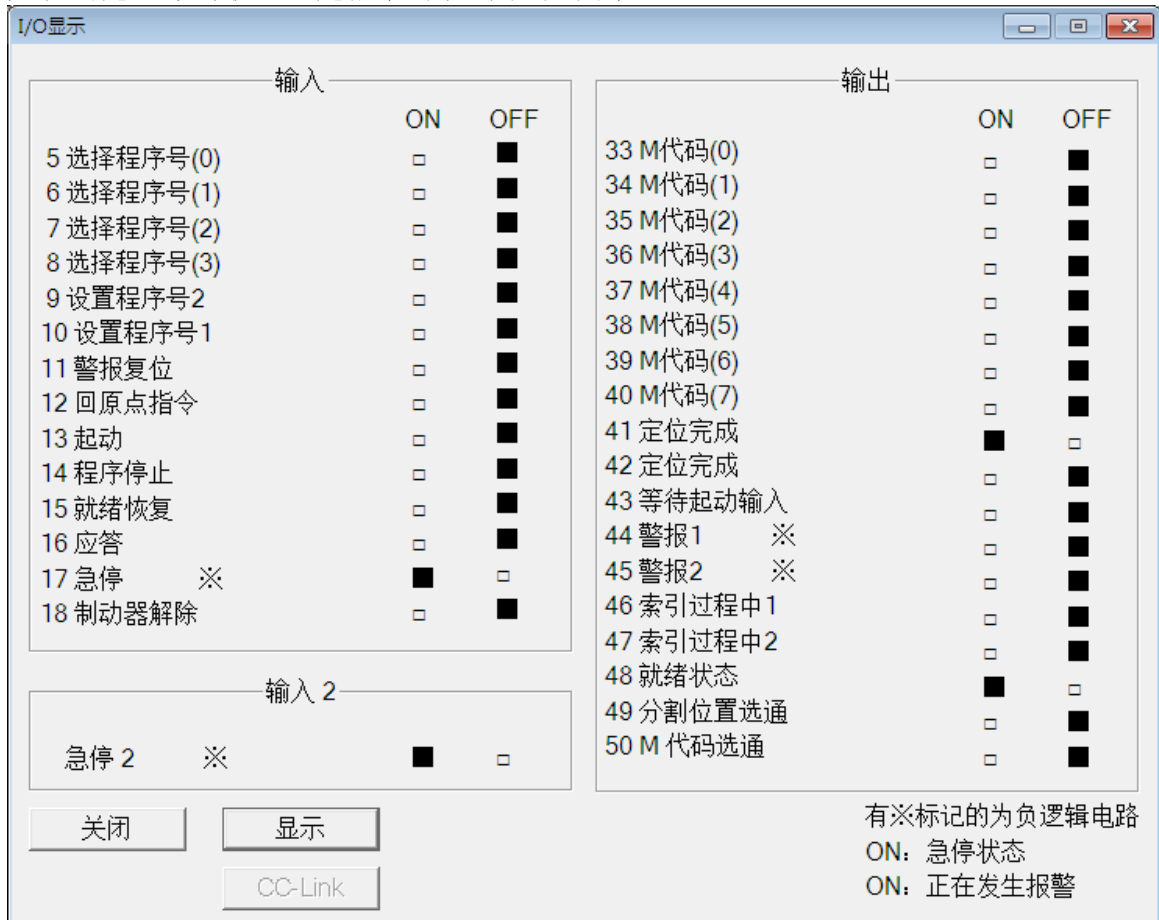 I/O显示
输入
ON OFF
5 选择程序号(0)
6 选择程序号(1)
7 选择程序号(2)
8 选择程序号(3)
9 设置程序号2
10 设置程序号1
11 警报复位
12 回原点指令
13 起动
14 程序停止
15 就绪恢复
16 应答
17 急停 ※
18 制动器解除
输入 2
急停 2 ※
关闭
显示
CC-Link
输出
ON OFF
33 M代码(0)
34 M代码(1)
35 M代码(2)
36 M代码(3)
37 M代码(4)
38 M代码(5)
39 M代码(6)
40 M代码(7)
41 定位完成
42 定位完成
43 等待起动输入
44 警报1 ※
45 警报2 ※
46 索引过程中1
47 索引过程中2
48 就绪状态
49 分割位置选通
50 M 代码选通
有※标记的为负逻辑电路
ON：急停状态
ON：正在发生报警